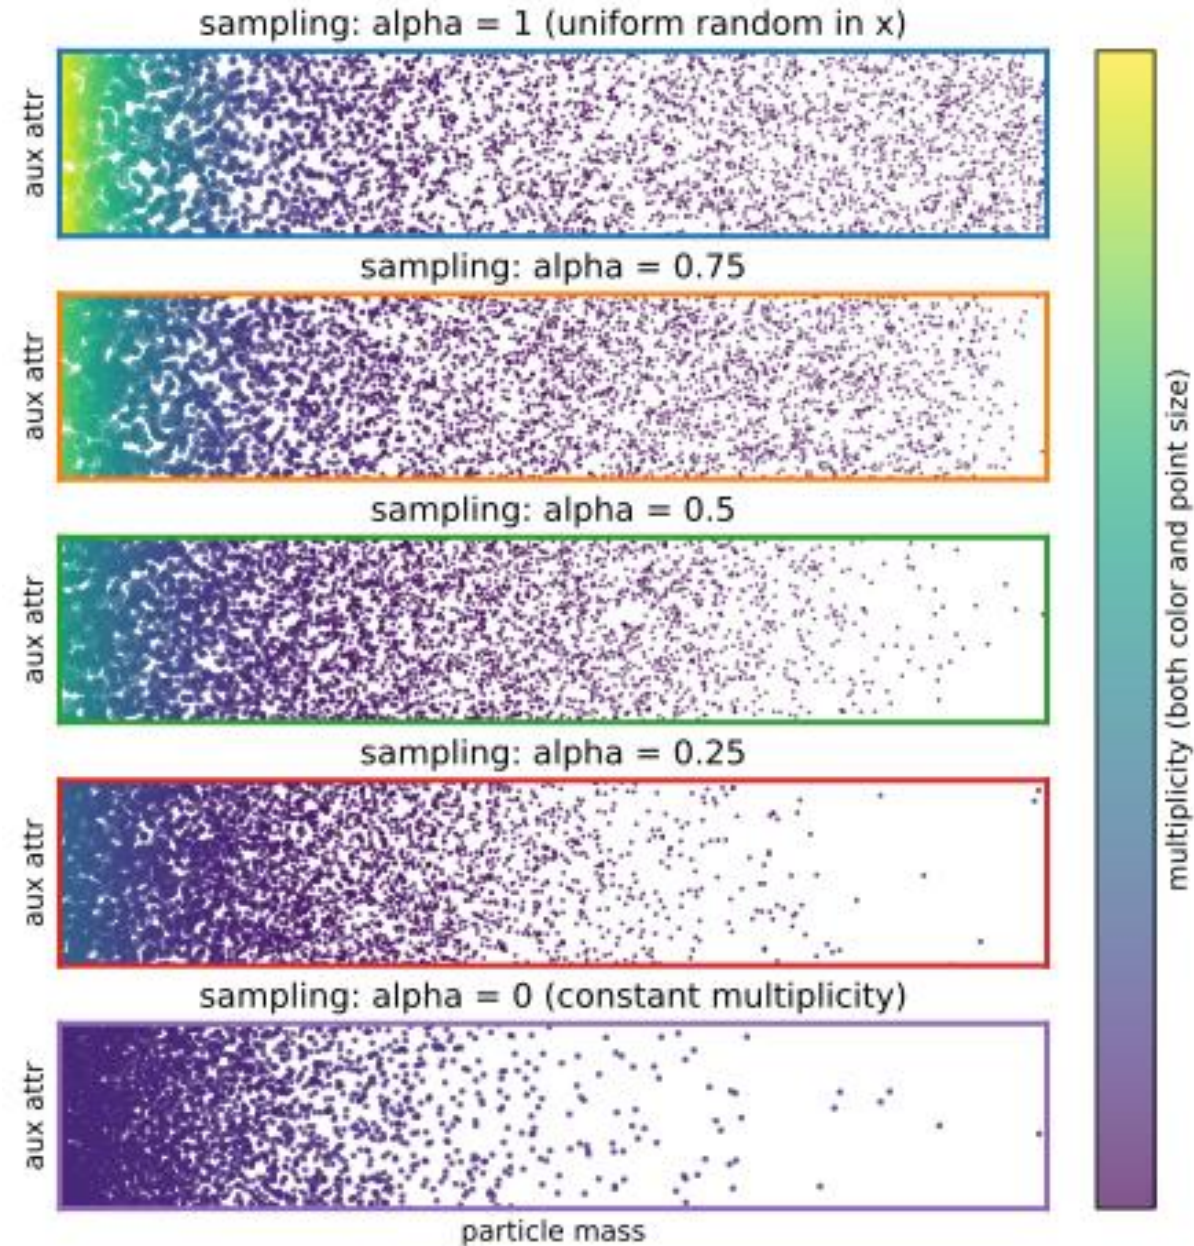 sampling: alpha = 1 (uniform random in x)
aux attr
sampling: alpha = 0.75
aux attr
sampling: alpha = 0.5
aux attr
sampling: alpha = 0.25
aux attr
sampling: alpha = 0 (constant multiplicity)
aux attr
particle mass
multiplicity (both color and point size)